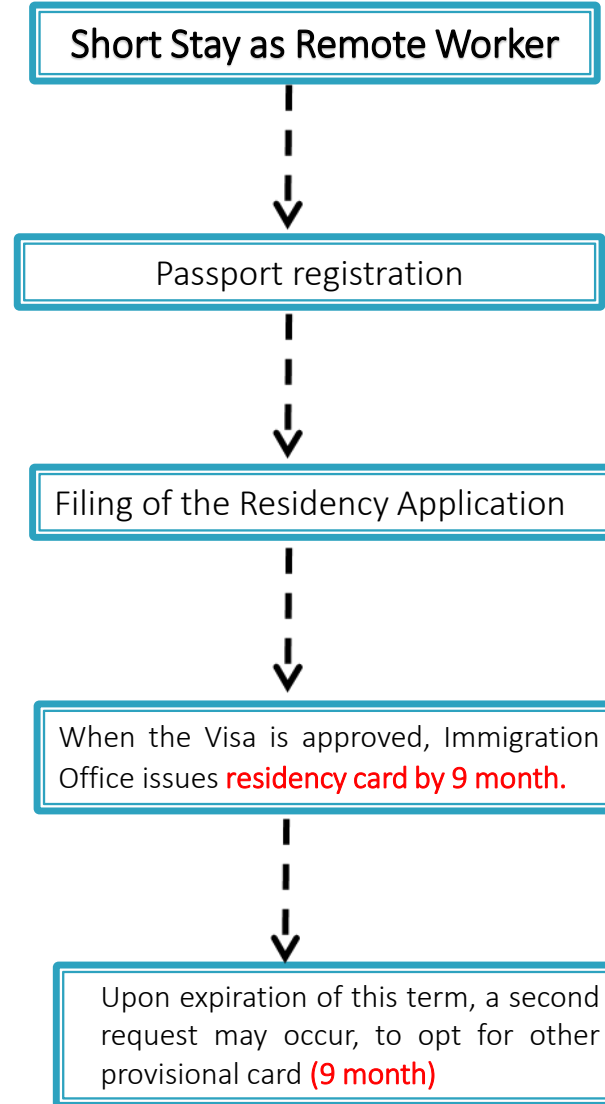 Short Stay as Remote Worker
Passport registration
Filing of the Residency Application
When the Visa is approved, Immigration
Office issues residency card by 9 month.
Upon expiration of this term, a second
request may occur, to opt for other
provisional card (9 month)